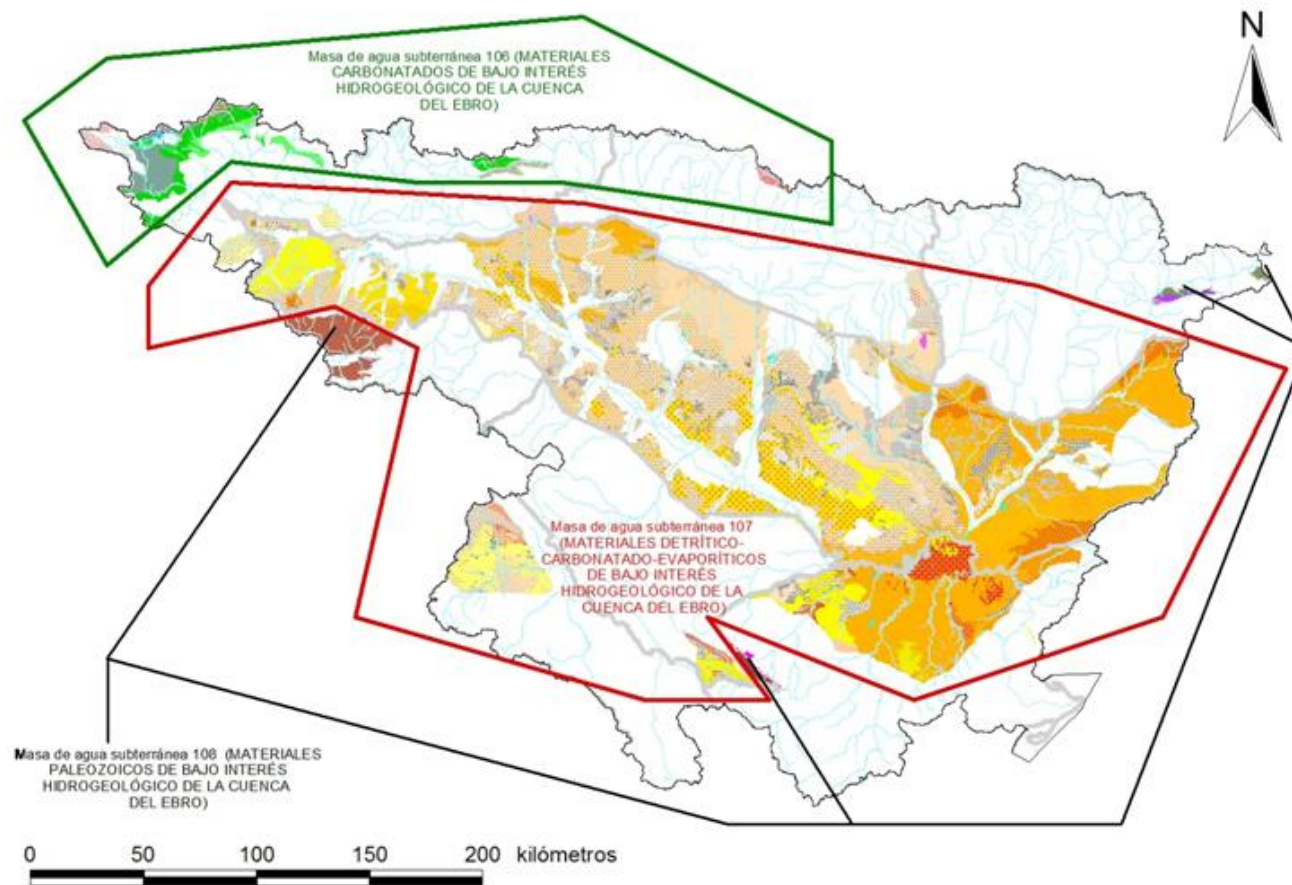 N
Masa de agua subterránea 106 (MATERIALES
CARBONATADOS DE BAJO INTERÉS
HIDROGEOLÓGICO DE LA CUENCA
DEL EBRO)
Masa de agua subterránea 107
(MATERIALES DETRÍTICO-
CARBONATADO-EVAPORÍTICOS
DE BAJO INTERÉS
HIDROGEOLÓGICO DE LA
CUENCA DEL EBRO)
Masa de agua subterránea 108 (MATERIALES
PALEOZOICOS DE BAJO INTERÉS
HIDROGEOLÓGICO DE LA CUENCA
DEL EBRO)
0 50 100 150 200 kilómetros